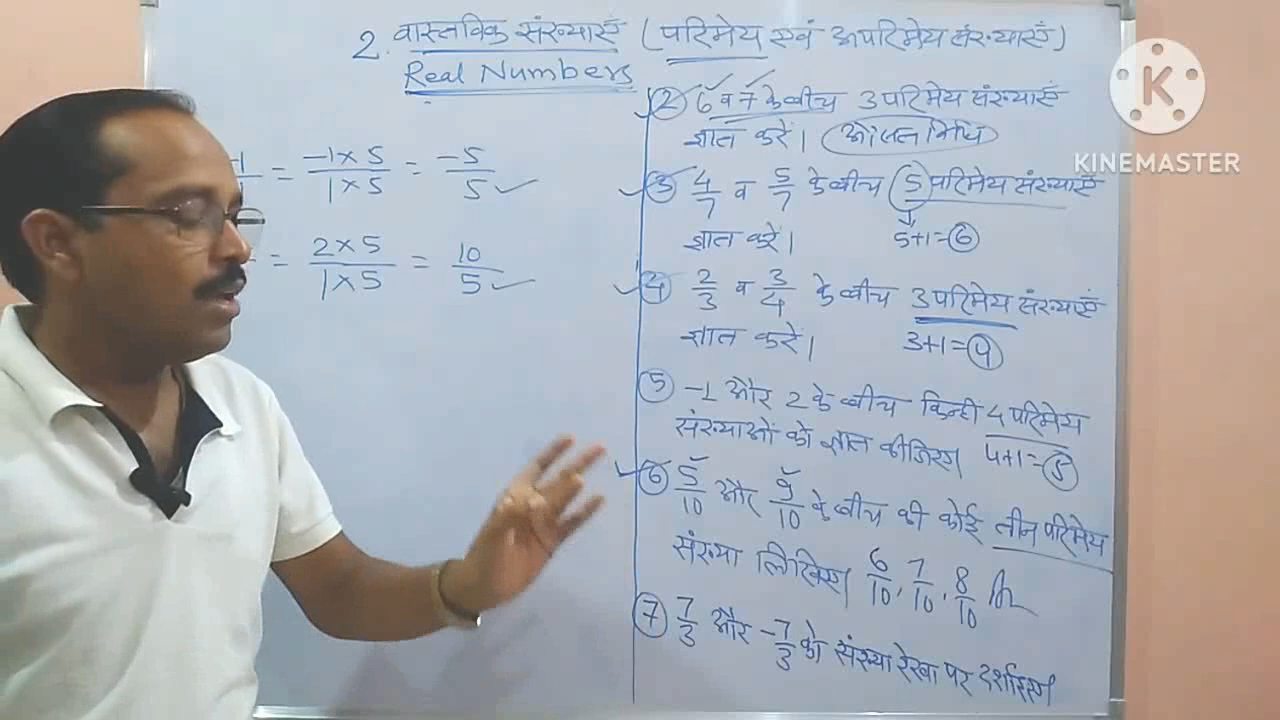 2. वास्तविक संख्याएँ (परिमेय एवं अपरिमेय संख्याएँ)
Real Numbers
-1 = -1×5/1×5 = -5/5
= 2×5/1×5 = 10/5
② 6 व 7 के बीच 3 परिमेय संख्याएँ
ज्ञात करें। औसत विधि
③ 4/7 व 5/7 के बीच 5 परिमेय संख्याएँ
ज्ञात करें। 5+1=6
④ 2/3 व 3/4 के बीच 3 परिमेय संख्याएँ
ज्ञात करें। 3+1=4
⑤ -1 और 2 के बीच किन्ही 4 परिमेय
संख्याओं को ज्ञात कीजिए। 4+1=5
⑥ 5/10 और 9/10 के बीच की कोई तीन परिमेय
संख्या लिखिए। 6/10, 7/10, 8/10
⑦ 7/3 और -7/3 को संख्या रेखा पर दर्शाइए।
K
KINEMASTER